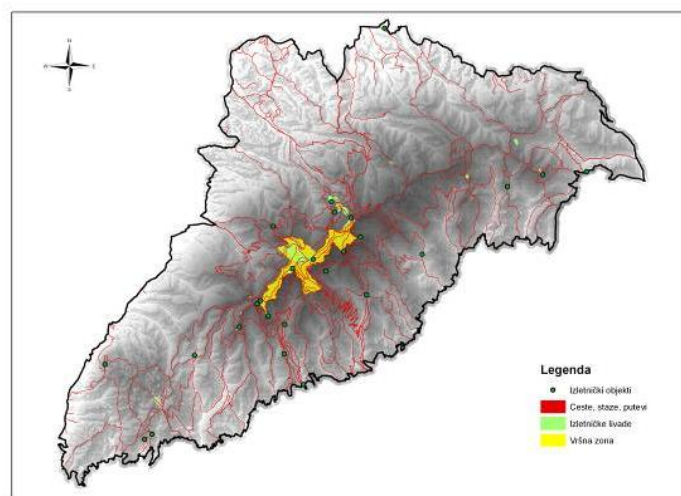 N
W E
S
Legenda
Izletnički objekti
Ceste, staze, putevi
Izletničke livade
Vršna zona